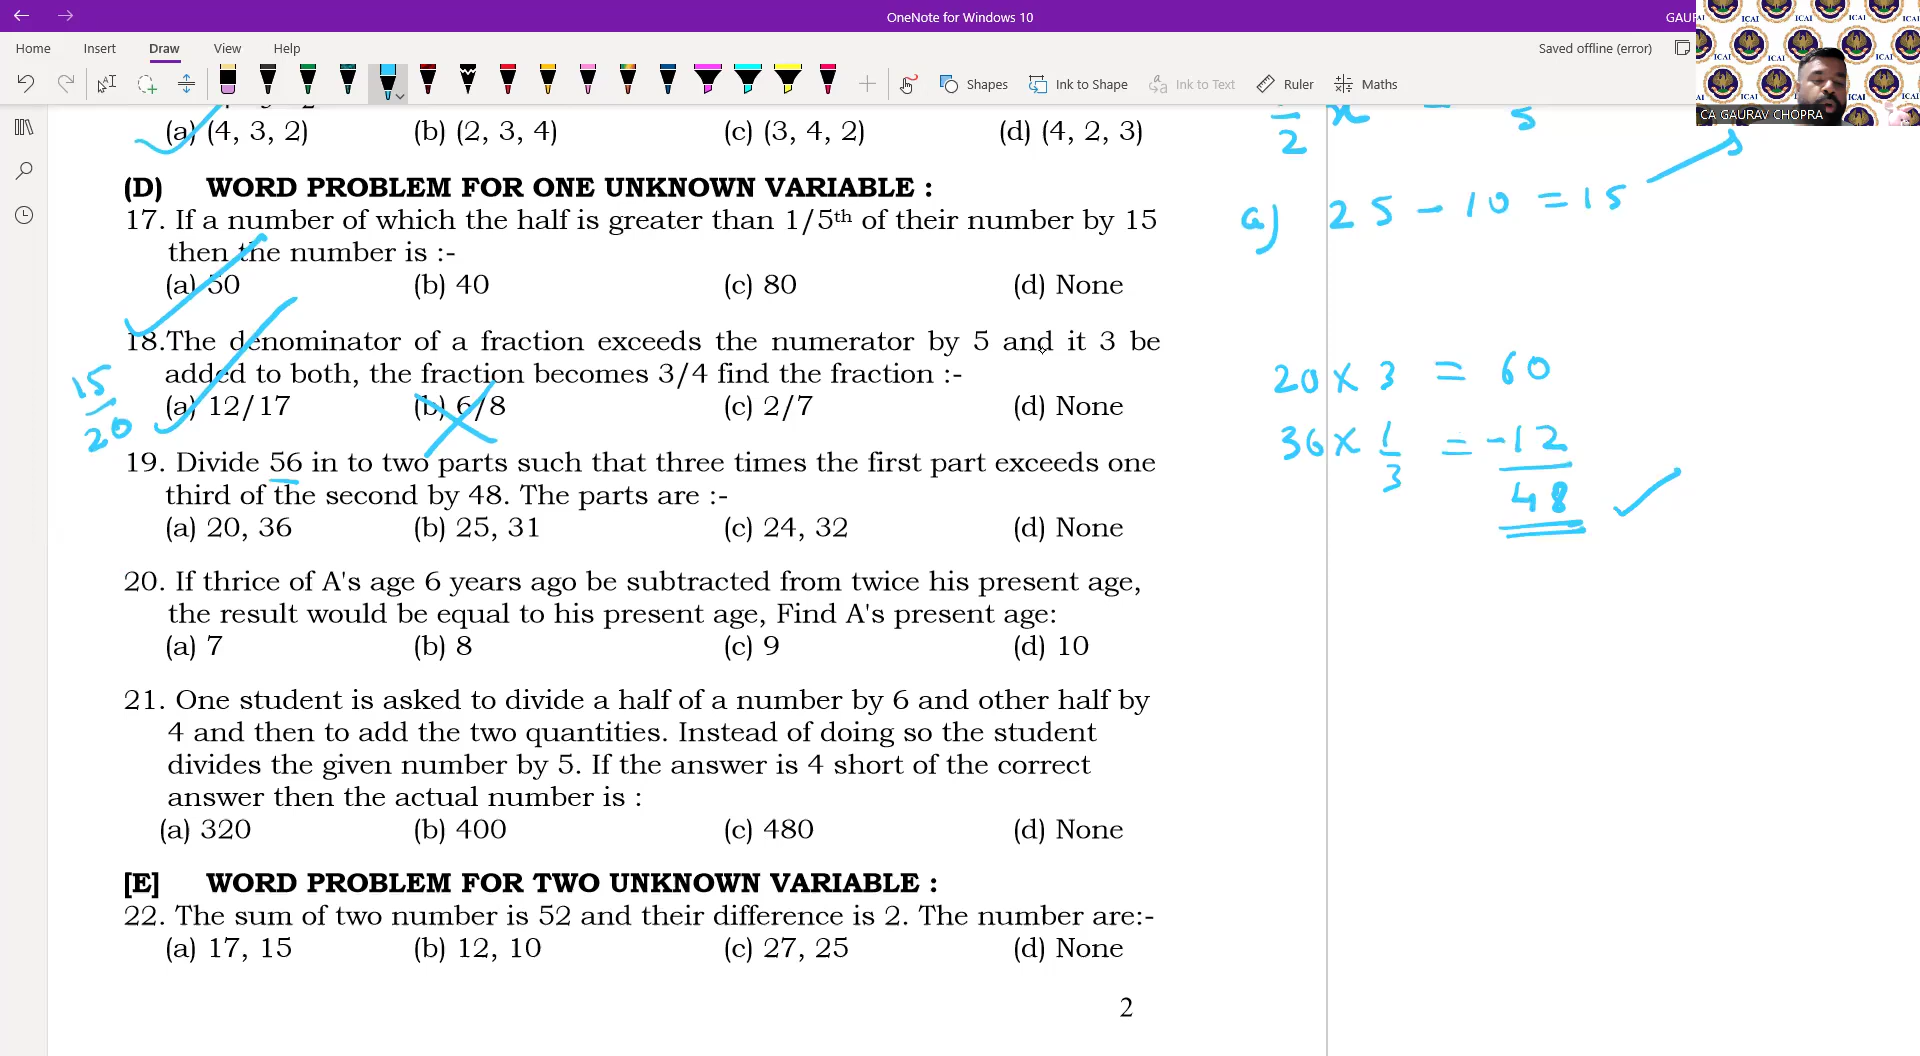 OneNote for Windows 10
Home Insert Draw View Help
Saved offline (error)
Shapes Ink to Shape Ink to Text Ruler Maths
CA GAURAV CHOPRA
(a) (4, 3, 2) (b) (2, 3, 4) (c) (3, 4, 2) (d) (4, 2, 3)
(D) WORD PROBLEM FOR ONE UNKNOWN VARIABLE :
17. If a number of which the half is greater than 1/5th of their number by 15
then the number is :-
(a) 50 (b) 40 (c) 80 (d) None
18.The denominator of a fraction exceeds the numerator by 5 and it 3 be
added to both, the fraction becomes 3/4 find the fraction :-
(a) 12/17 (b) 6/8 (c) 2/7 (d) None
15
20
19. Divide 56 in to two parts such that three times the first part exceeds one
third of the second by 48. The parts are :-
(a) 20, 36 (b) 25, 31 (c) 24, 32 (d) None
20. If thrice of A's age 6 years ago be subtracted from twice his present age,
the result would be equal to his present age, Find A's present age:
(a) 7 (b) 8 (c) 9 (d) 10
21. One student is asked to divide a half of a number by 6 and other half by
4 and then to add the two quantities. Instead of doing so the student
divides the given number by 5. If the answer is 4 short of the correct
answer then the actual number is :
(a) 320 (b) 400 (c) 480 (d) None
[E] WORD PROBLEM FOR TWO UNKNOWN VARIABLE :
22. The sum of two number is 52 and their difference is 2. The number are:-
(a) 17, 15 (b) 12, 10 (c) 27, 25 (d) None
2
2 x = 5
a) 25 - 10 = 15
20 x 3 = 60
36 x 1/3 = -12
48